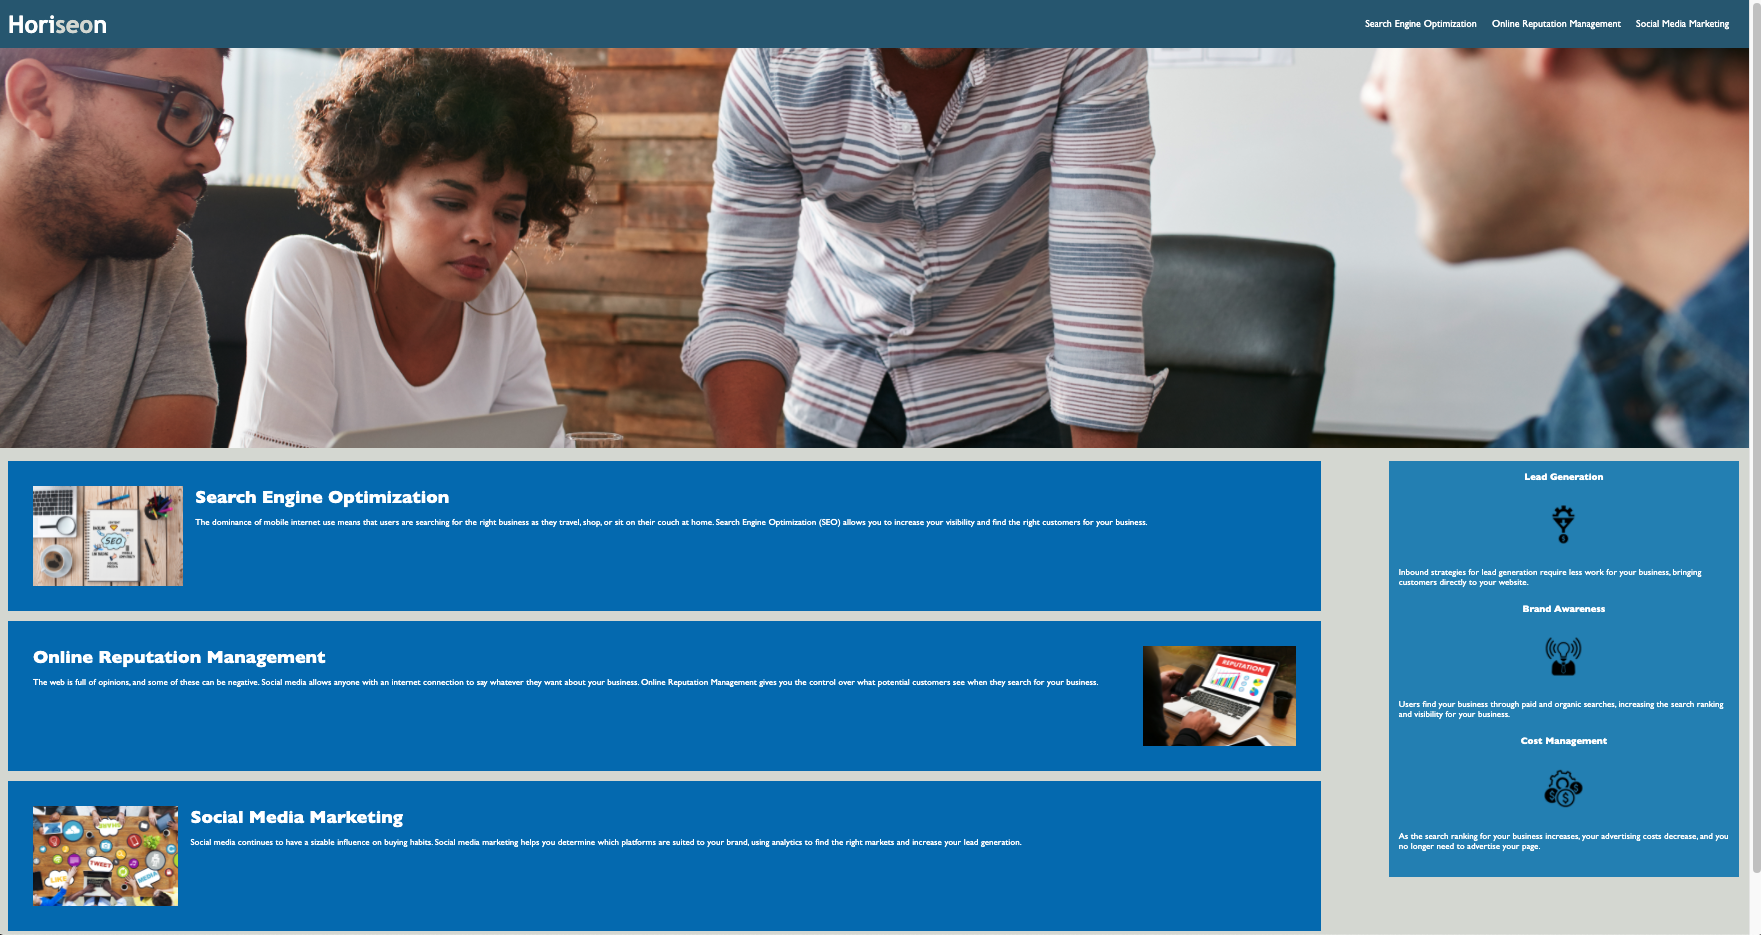 Horiseon
Search Engine Optimization
Online Reputation Management
Social Media Marketing
Search Engine Optimization
The dominance of mobile internet use means that users are searching for the right business as they travel, shop, or sit on their couch at home. Search Engine Optimization (SEO) allows you to increase your visibility and find the right customers for your business.
SEO
Online Reputation Management
The web is full of opinions, and some of these can be negative. Social media allows anyone with an internet connection to say whatever they want about your business. Online Reputation Management gives you the control over what potential customers see when they search for your business.
REPUTATION
Social Media Marketing
Social media continues to have a sizable influence on buying habits. Social media marketing helps you determine which platforms are suited to your brand, using analytics to find the right markets and increase your lead generation.
TWEET
LIKE
MEDIA
Lead Generation
Inbound strategies for lead generation require less work for your business, bringing
customers directly to your website.
Brand Awareness
Users find your business through paid and organic searches, increasing the search ranking
and visibility for your business.
Cost Management
$ $
$
As the search ranking for your business increases, your advertising costs decrease, and you
no longer need to advertise your page.